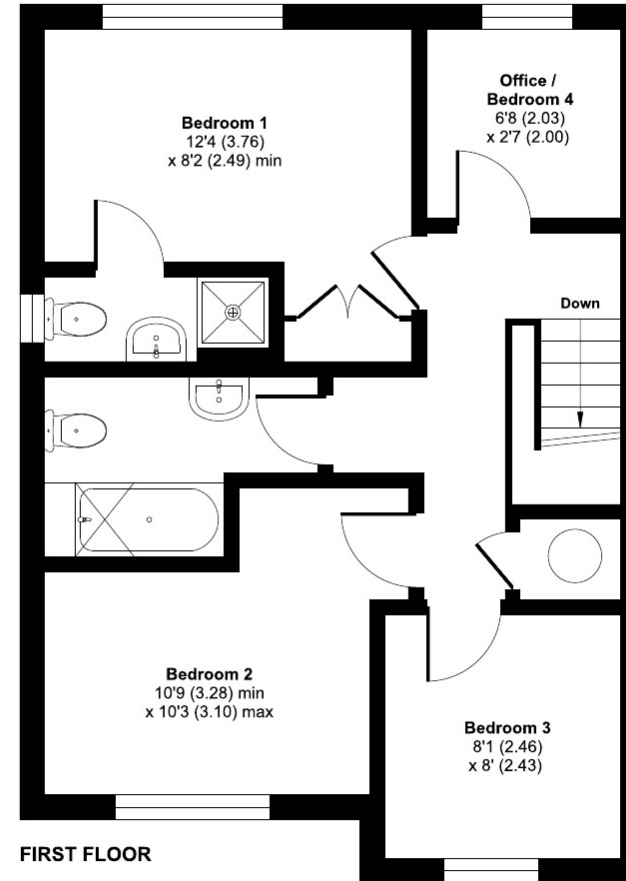 Bedroom 1
12'4 (3.76)
x 8'2 (2.49) min
Office /
Bedroom 4
6'8 (2.03)
x 2'7 (2.00)
Down
Bedroom 2
10'9 (3.28) min
x 10'3 (3.10) max
Bedroom 3
8'1 (2.46)
x 8' (2.43)
FIRST FLOOR